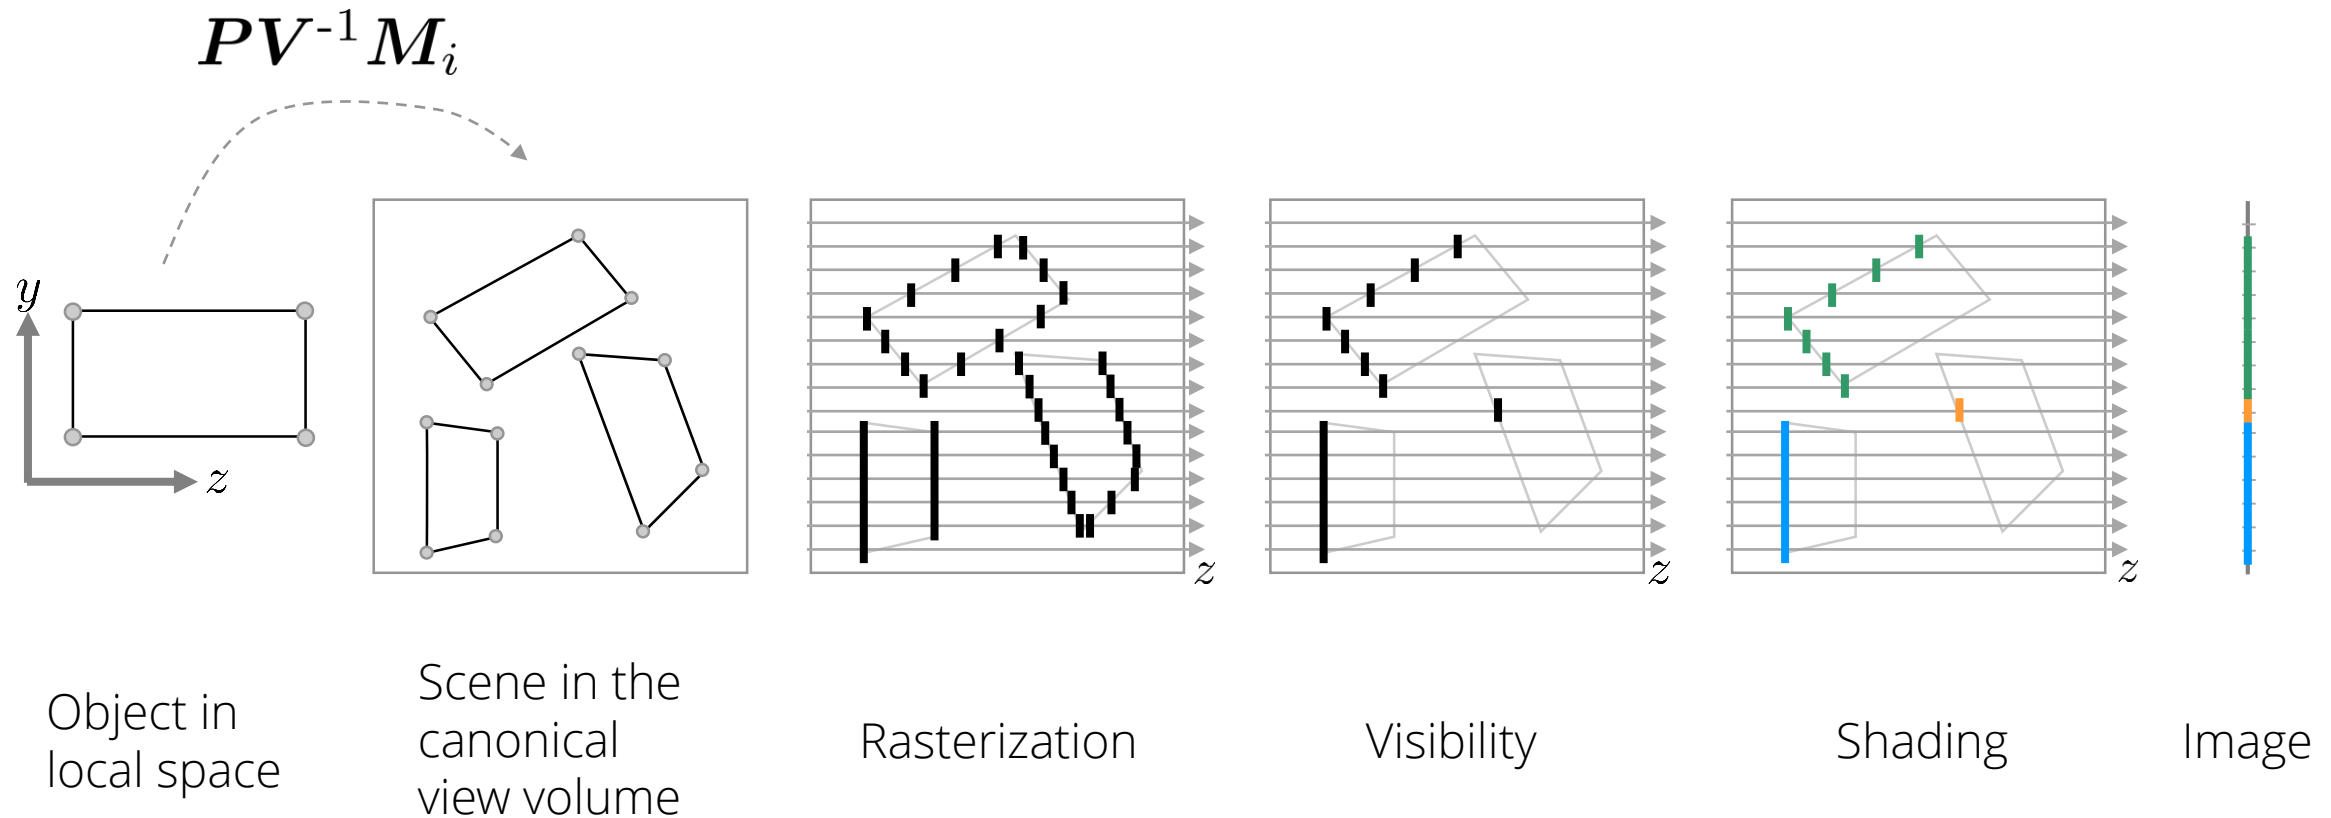 PV⁻¹Mᵢ
y
z
z
z
z
Object in
local space
Scene in the
canonical
view volume
Rasterization
Visibility
Shading
Image